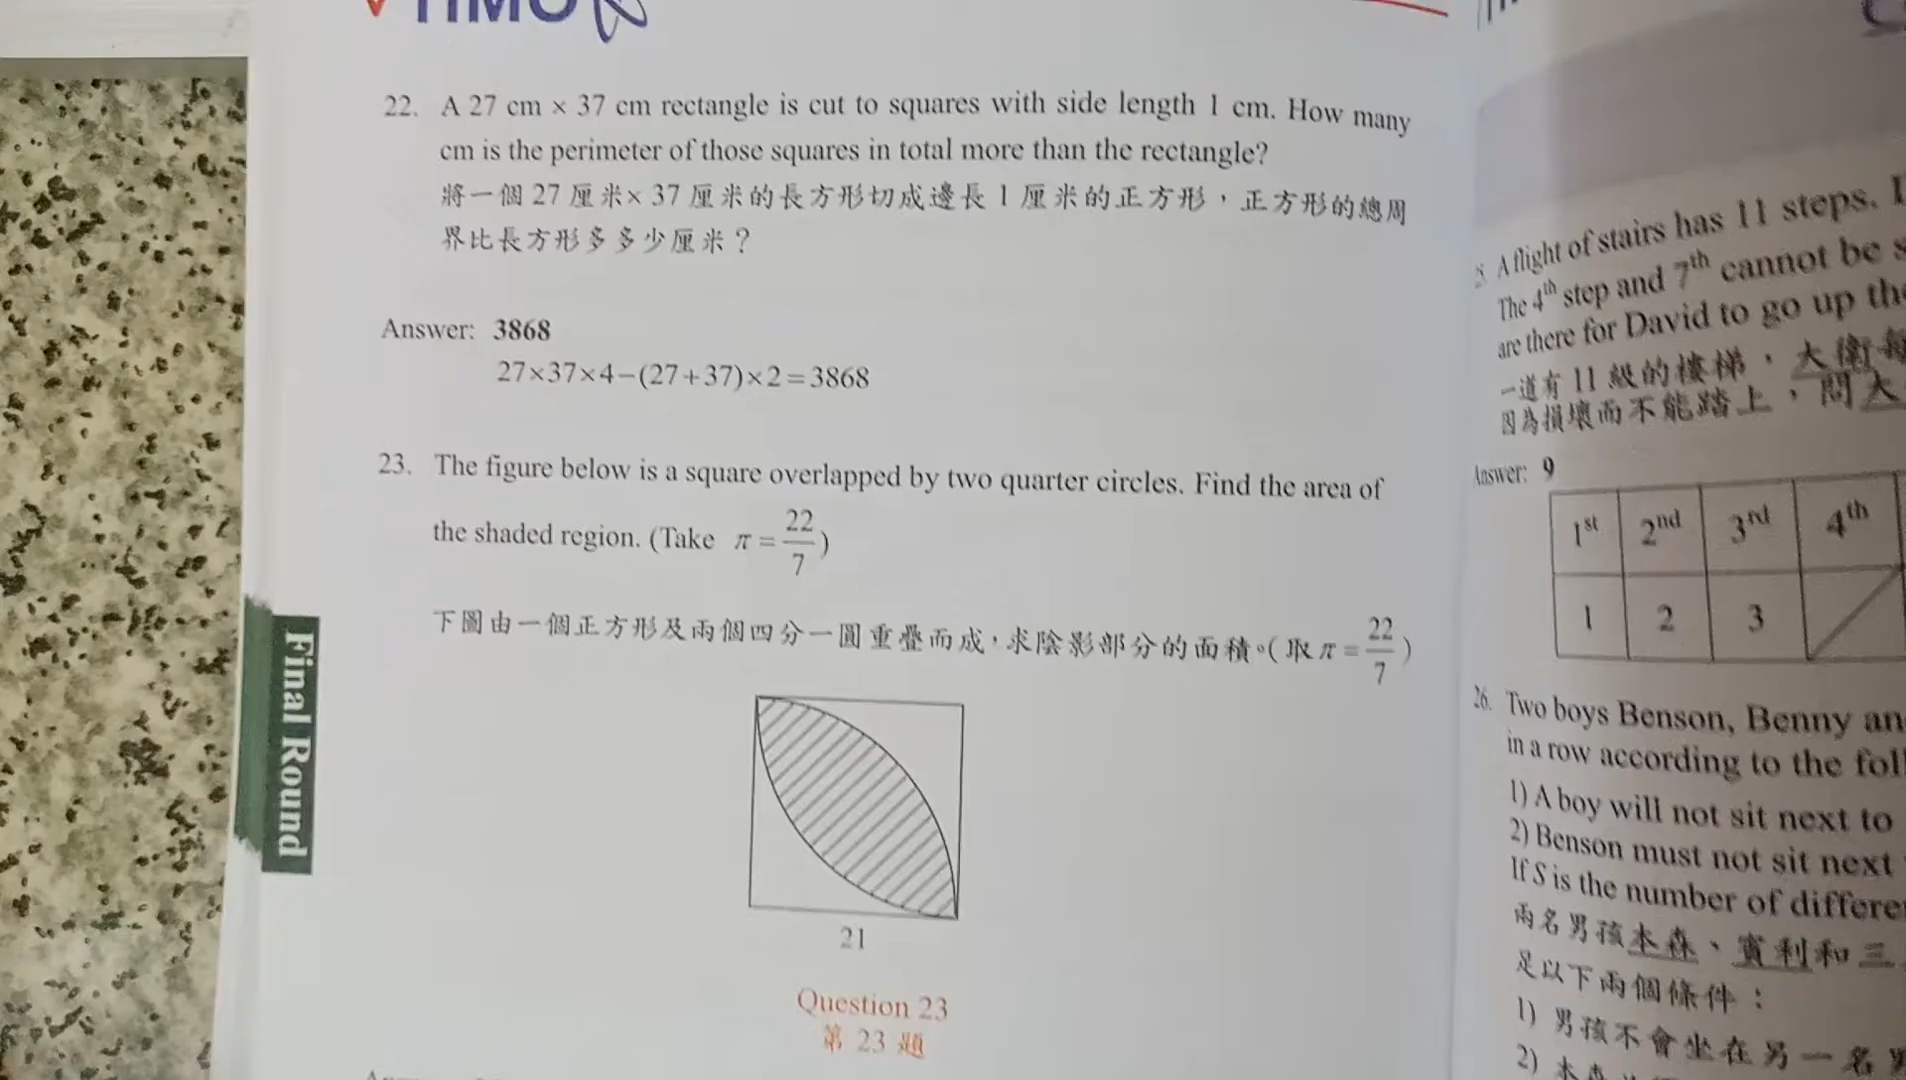 22. A 27 cm × 37 cm rectangle is cut to squares with side length 1 cm. How many
cm is the perimeter of those squares in total more than the rectangle?
將一個 27 厘米× 37 厘米的長方形切成邊長 1 厘米的正方形，正方形的總周
界比長方形多多少厘米？
Answer: 3868
27×37×4−(27+37)×2=3868
23. The figure below is a square overlapped by two quarter circles. Find the area of
the shaded region. (Take π = 22/7)
下圖由一個正方形及兩個四分一圓重疊而成，求陰影部分的面積。( 取 π = 22/7 )
21
Question 23
第 23 題
Final Round
A flight of stairs has 11 steps.
The 4th step and 7th cannot be
are there for David to go up
一道有 11 級的樓梯，大衛每
因為損壞而不能踏上，問大
Answer: 9
1st 2nd 3rd 4th
1 2 3
26. Two boys Benson, Benny
in a row according to the
1) A boy will not sit next to
2) Benson must not sit next
If S is the number of
兩名男孩本森、賓利和三
足以下兩個條件：
1) 男孩不會坐在另一名男
2) 本森